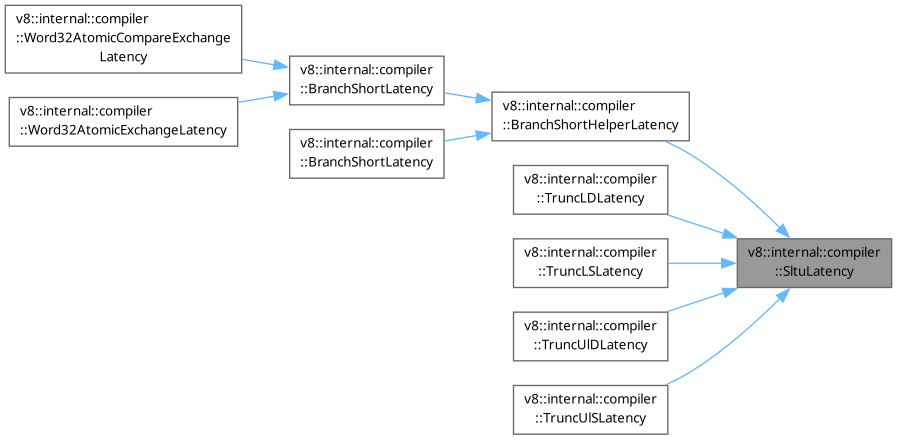 v8::internal::compiler
::Word32AtomicCompareExchange
Latency
v8::internal::compiler
::Word32AtomicExchangeLatency
v8::internal::compiler
::BranchShortLatency
v8::internal::compiler
::BranchShortLatency
v8::internal::compiler
::BranchShortHelperLatency
v8::internal::compiler
::TruncLDLatency
v8::internal::compiler
::TruncLSLatency
v8::internal::compiler
::TruncUlDLatency
v8::internal::compiler
::TruncUlSLatency
v8::internal::compiler
::SltuLatency